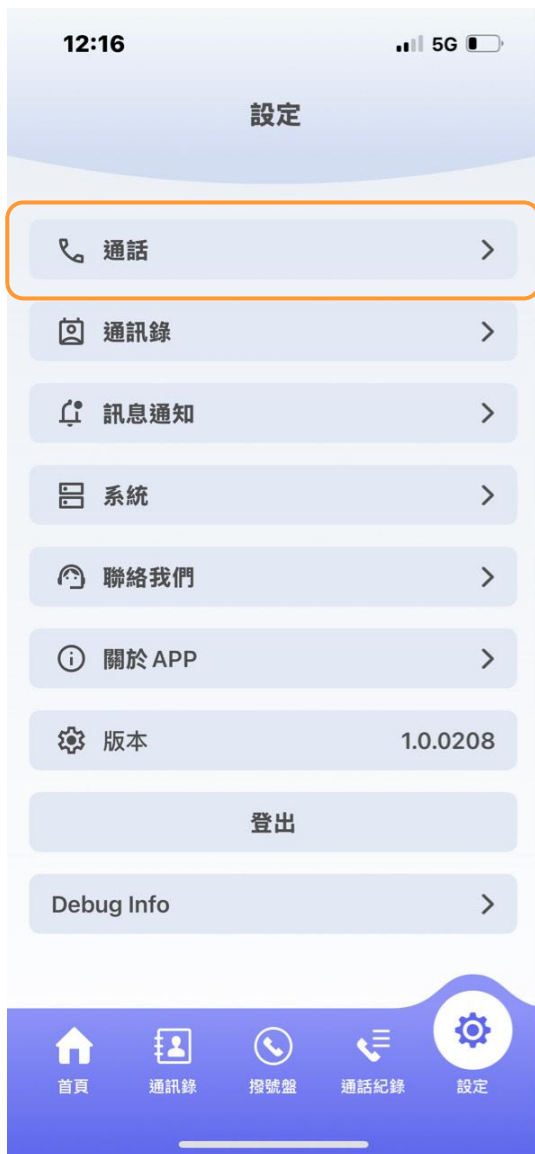 12:16 5G
設定
通話
通訊錄
訊息通知
系統
聯絡我們
關於 APP
版本 1.0.0208
登出
Debug Info
首頁 通訊錄 撥號盤 通話紀錄 設定